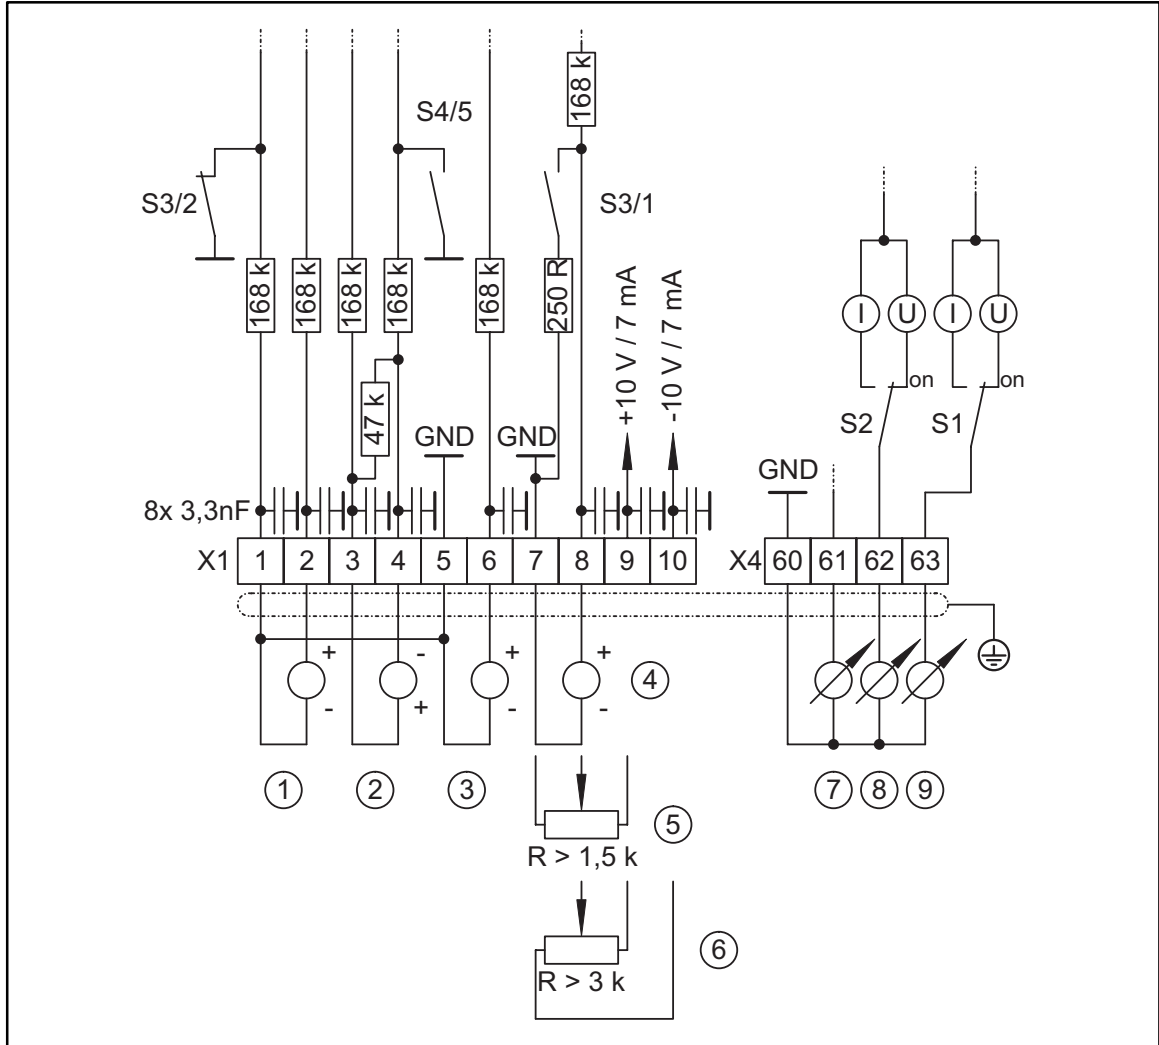 168 k
S4/5
S3/2
S3/1
168 k
168 k
168 k
168 k
168 k
250 R
+10 V / 7 mA
-10 V / 7 mA
I
U
I
U
on
on
S2
S1
47 k
GND
GND
GND
8x 3,3nF
X1 1 2 3 4 5 6 7 8 9 10
X4 60 61 62 63
+ - + +
- + - -
4
1 2 3
7 8 9
5
R > 1,5 k
6
R > 3 k